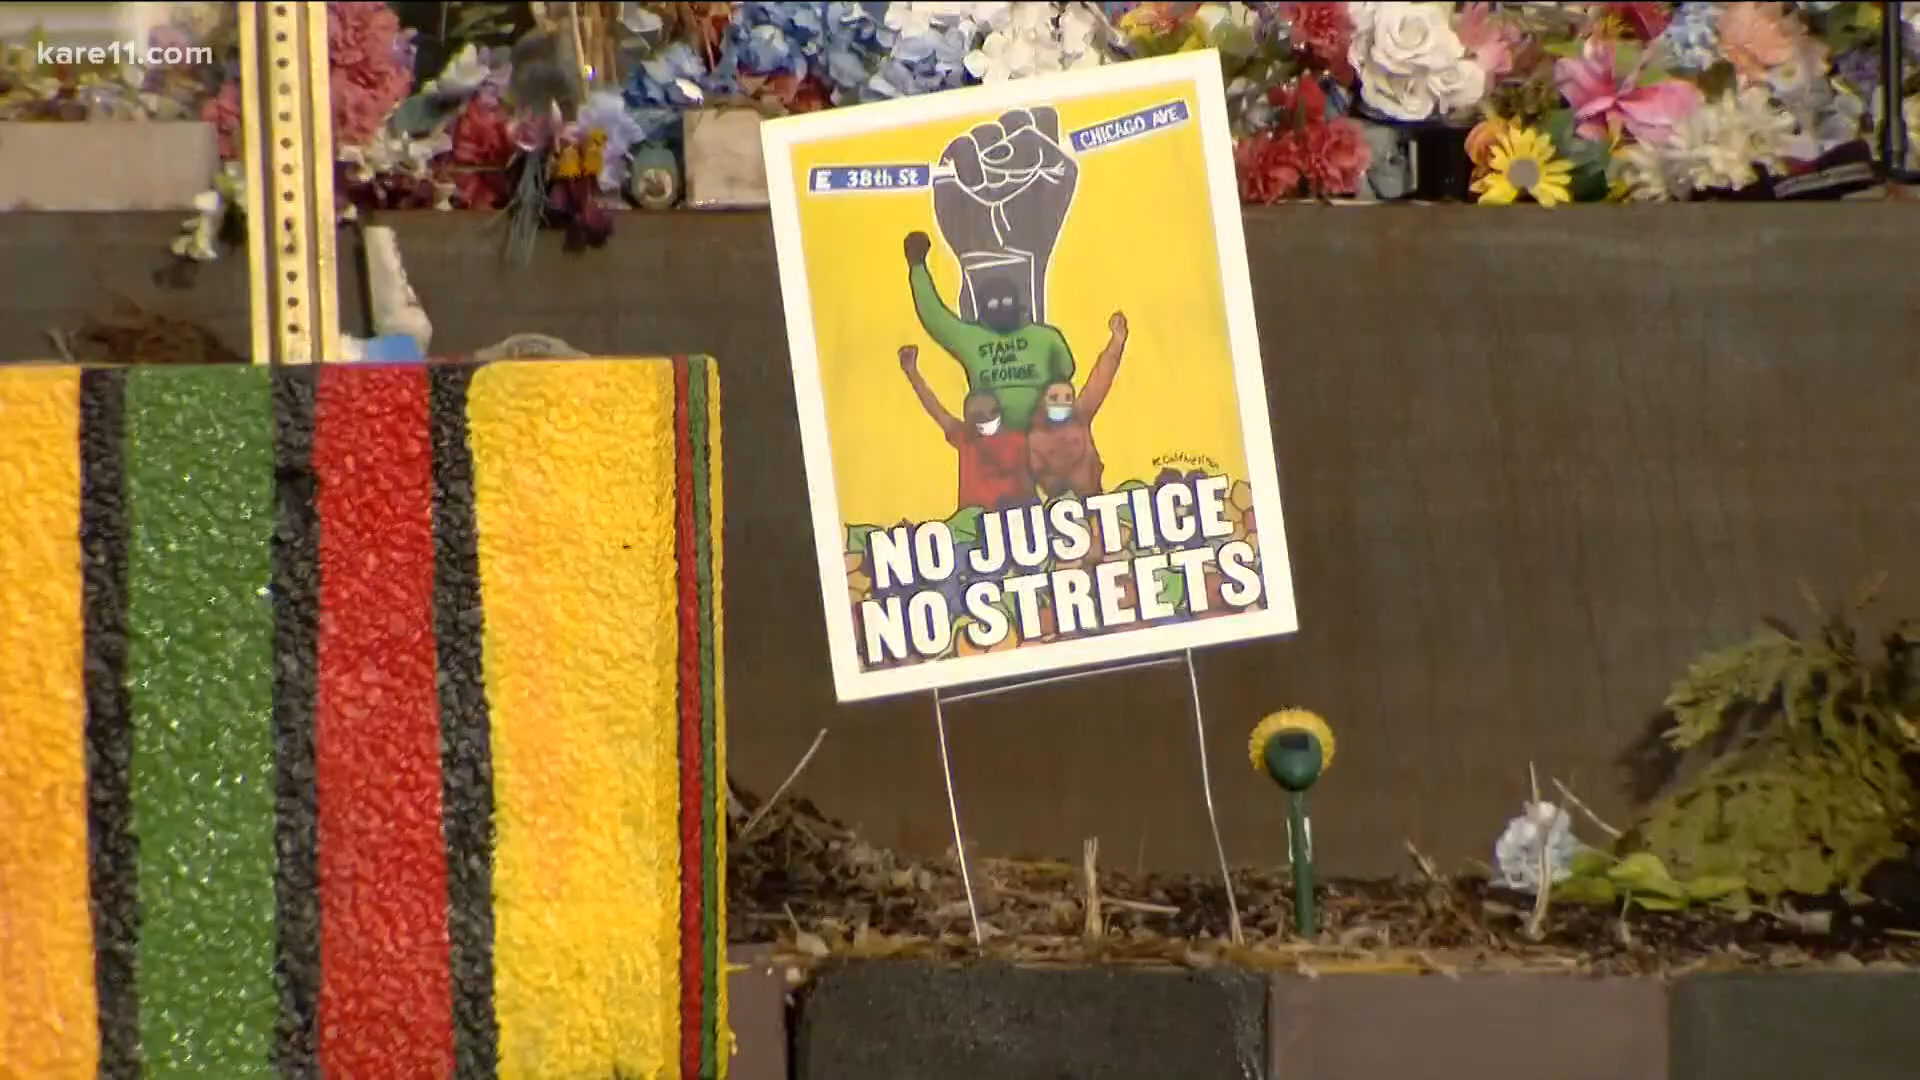 kare11.com
CHICAGO AVE
E 38th St
STAND
FOR
GEORGE
NO JUSTICE
NO STREETS